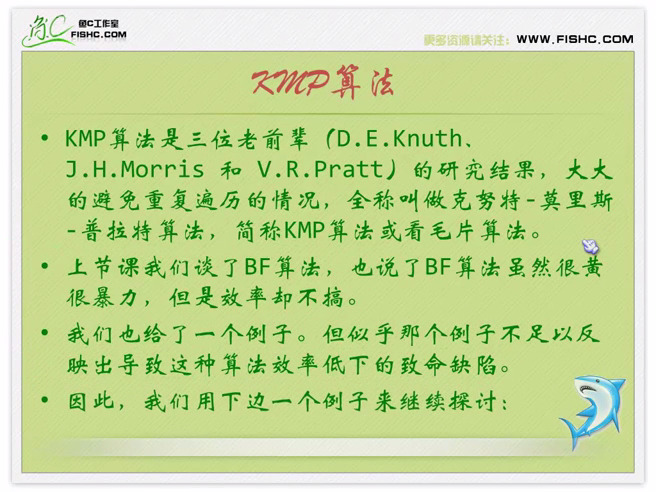 鱼C工作室
FISHC.COM
更多资源请关注：WWW.FISHC.COM
KMP算法
• KMP算法是三位老前辈（D.E.Knuth、
J.H.Morris 和 V.R.Pratt）的研究结果，大大
的避免重复遍历的情况，全称叫做克努特-莫里斯
-普拉特算法，简称KMP算法或看毛片算法。
• 上节课我们谈了BF算法，也说了BF算法虽然很黄
很暴力，但是效率却不搞。
• 我们也给了一个例子。但似乎那个例子不足以反
映出导致这种算法效率低下的致命缺陷。
• 因此，我们用下边一个例子来继续探讨：